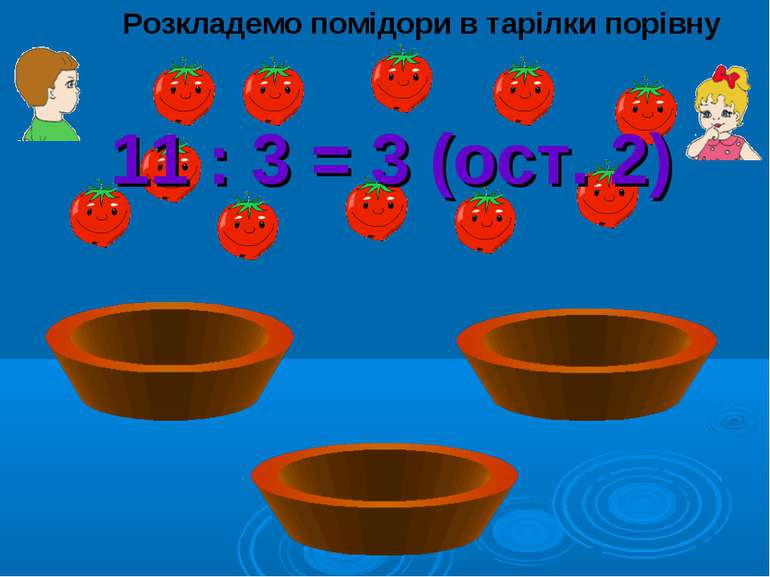 Розкладемо помідори в тарілки порівну
11 : 3 = 3 (ост. 2)